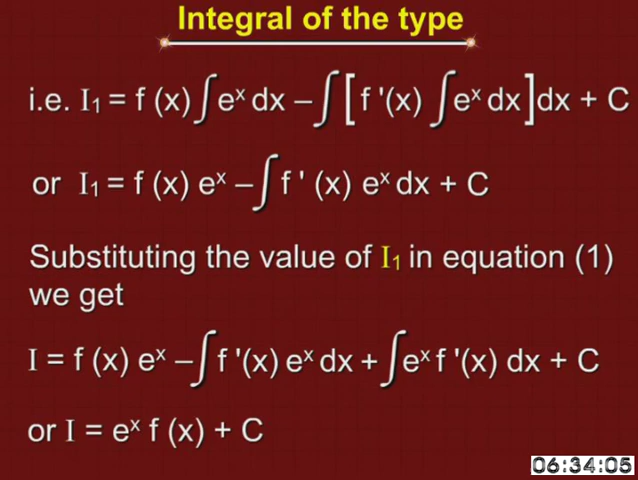 Integral of the type
i.e. I₁ = f (x) ∫ eˣ dx – ∫ [ f '(x) ∫ eˣ dx ] dx + C
or I₁ = f (x) eˣ – ∫ f ' (x) eˣ dx + C
Substituting the value of I₁ in equation (1)
we get
I = f (x) eˣ – ∫ f '(x) eˣ dx + ∫ eˣ f '(x) dx + C
or I = eˣ f (x) + C
06:34:05